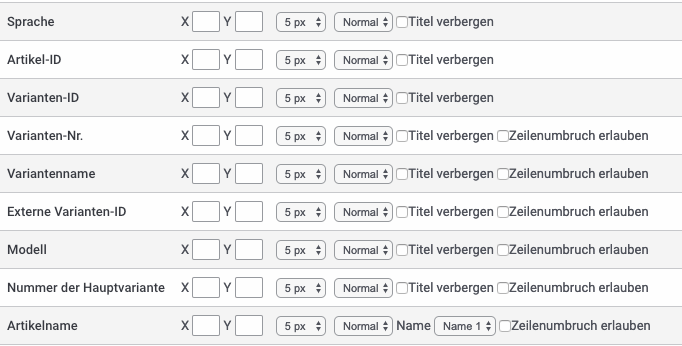 Sprache X Y 5 px Normal Titel verbergen
Artikel-ID X Y 5 px Normal Titel verbergen
Varianten-ID X Y 5 px Normal Titel verbergen
Varianten-Nr. X Y 5 px Normal Titel verbergen Zeilenumbruch erlauben
Variantenname X Y 5 px Normal Titel verbergen Zeilenumbruch erlauben
Externe Varianten-ID X Y 5 px Normal Titel verbergen Zeilenumbruch erlauben
Modell X Y 5 px Normal Titel verbergen Zeilenumbruch erlauben
Nummer der Hauptvariante X Y 5 px Normal Titel verbergen Zeilenumbruch erlauben
Artikelname X Y 5 px Normal Name Name 1 Zeilenumbruch erlauben